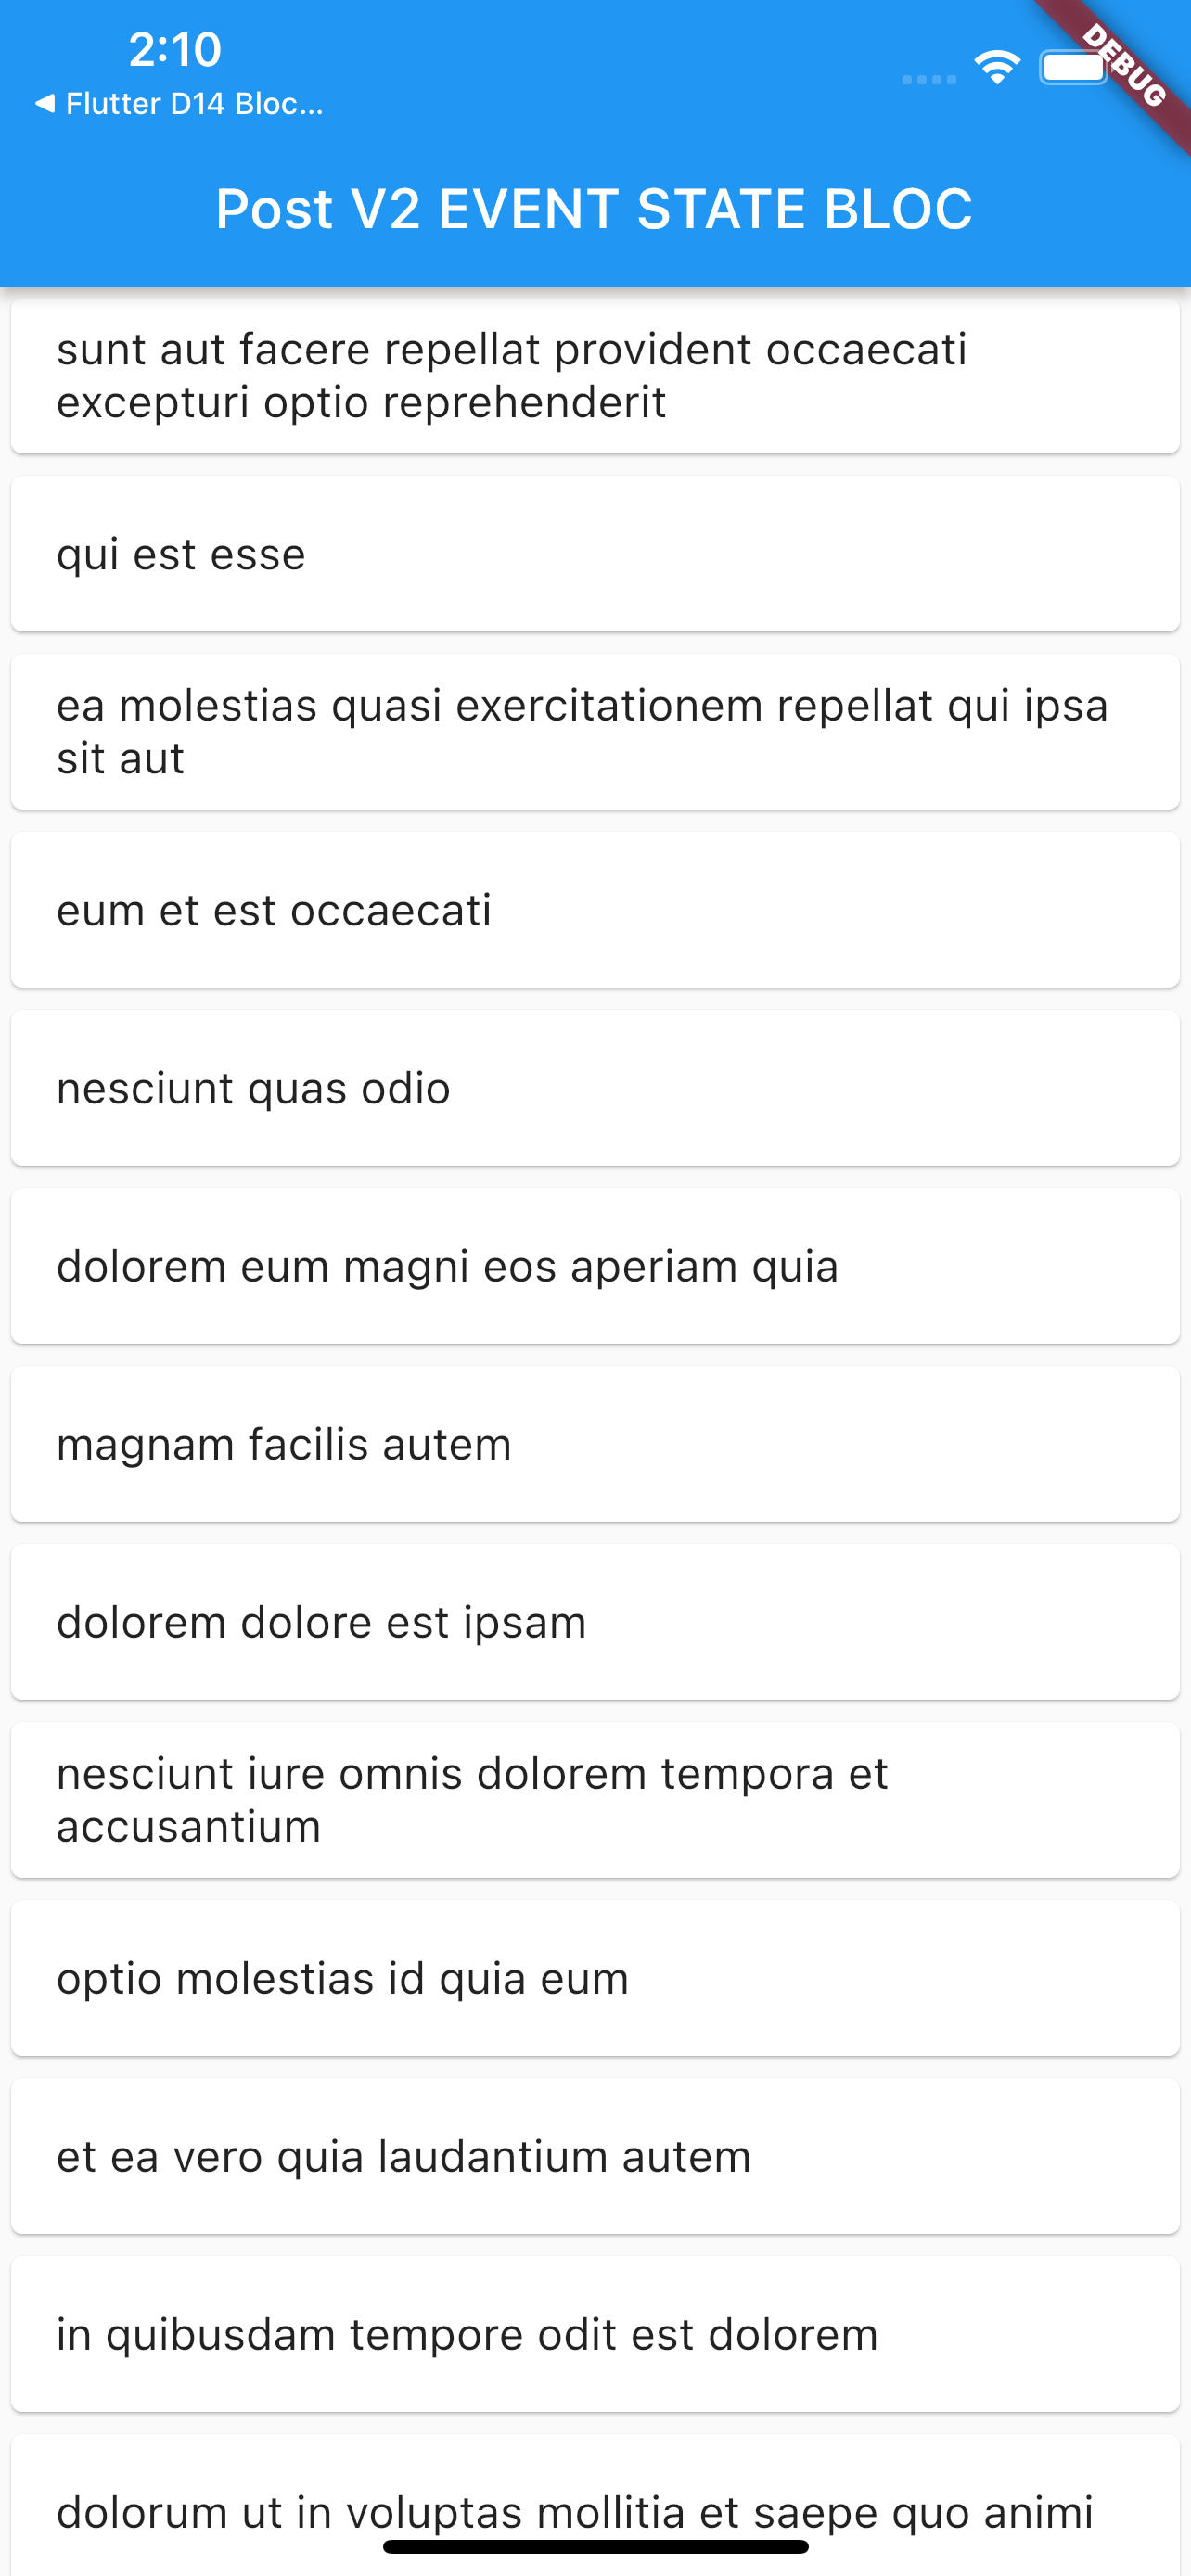 2:10
◀ Flutter D14 Bloc...
DEBUG
Post V2 EVENT STATE BLOC
sunt aut facere repellat provident occaecati
excepturi optio reprehenderit
qui est esse
ea molestias quasi exercitationem repellat qui ipsa
sit aut
eum et est occaecati
nesciunt quas odio
dolorem eum magni eos aperiam quia
magnam facilis autem
dolorem dolore est ipsam
nesciunt iure omnis dolorem tempora et
accusantium
optio molestias id quia eum
et ea vero quia laudantium autem
in quibusdam tempore odit est dolorem
dolorum ut in voluptas mollitia et saepe quo animi